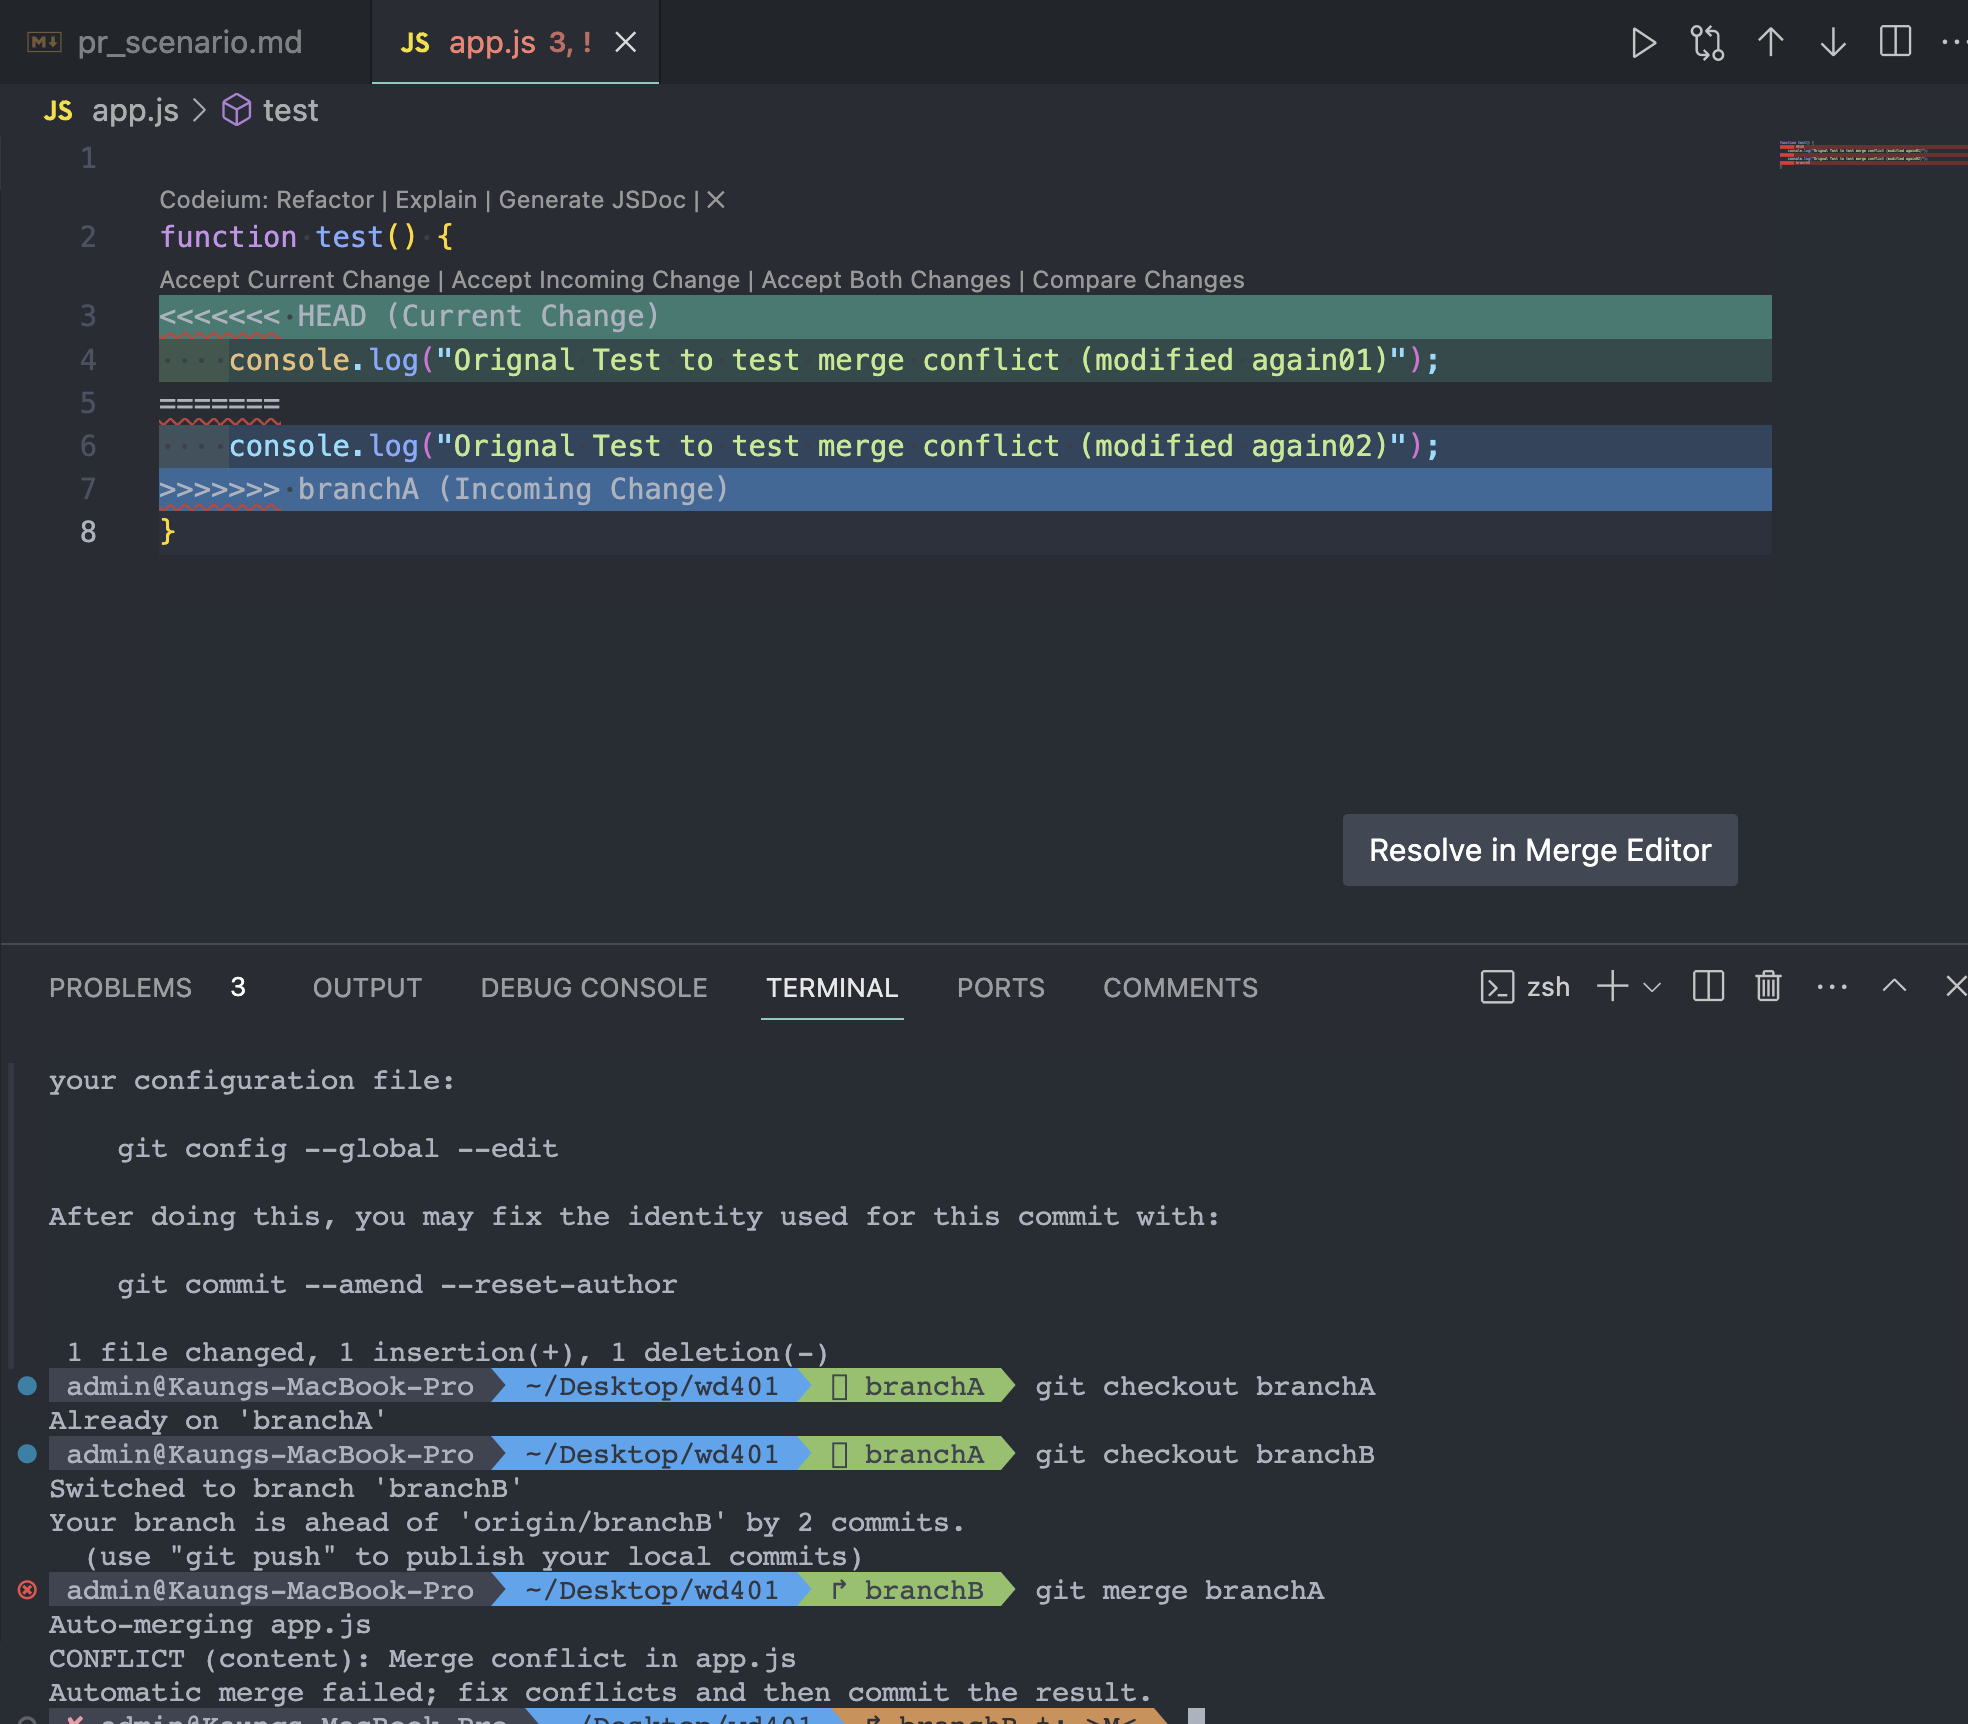 pr_scenario.md
JS app.js 3, !
JS app.js > test
1
Codeium: Refactor | Explain | Generate JSDoc |
2 function test() {
Accept Current Change | Accept Incoming Change | Accept Both Changes | Compare Changes
3 <<<<<<< HEAD (Current Change)
4 console.log("Orignal Test to test merge conflict (modified again01)");
5 =======
6 console.log("Orignal Test to test merge conflict (modified again02)");
7 >>>>>>> branchA (Incoming Change)
8 }
Resolve in Merge Editor
PROBLEMS 3 OUTPUT DEBUG CONSOLE TERMINAL PORTS COMMENTS zsh
your configuration file:
git config --global --edit
After doing this, you may fix the identity used for this commit with:
git commit --amend --reset-author
1 file changed, 1 insertion(+), 1 deletion(-)
admin@Kaungs-MacBook-Pro ~/Desktop/wd401 branchA git checkout branchA
Already on 'branchA'
admin@Kaungs-MacBook-Pro ~/Desktop/wd401 branchA git checkout branchB
Switched to branch 'branchB'
Your branch is ahead of 'origin/branchB' by 2 commits.
(use "git push" to publish your local commits)
admin@Kaungs-MacBook-Pro ~/Desktop/wd401 branchB git merge branchA
Auto-merging app.js
CONFLICT (content): Merge conflict in app.js
Automatic merge failed; fix conflicts and then commit the result.
admin@Kaungs-MacBook-Pro ~/Desktop/wd401 branchB >M<